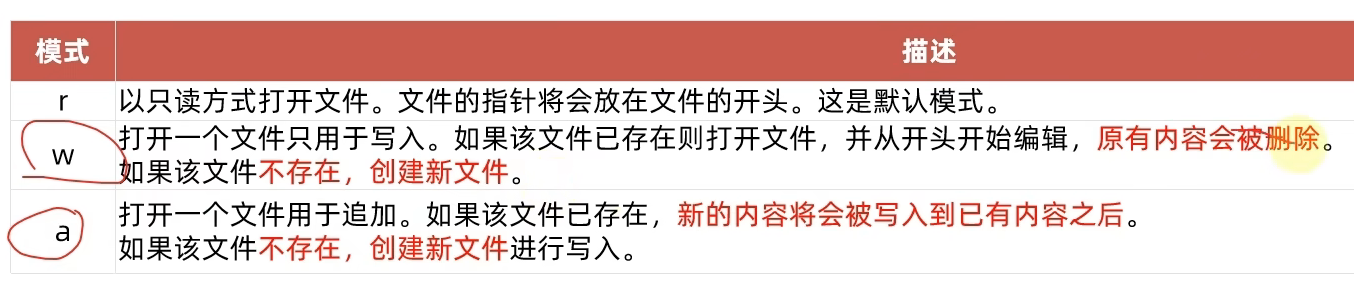 模式 描述
r 以只读方式打开文件。文件的指针将会放在文件的开头。这是默认模式。
w 打开一个文件只用于写入。如果该文件已存在则打开文件，并从开头开始编辑，原有内容会被删除。
如果该文件不存在，创建新文件。
a 打开一个文件用于追加。如果该文件已存在，新的内容将会被写入到已有内容之后。
如果该文件不存在，创建新文件进行写入。